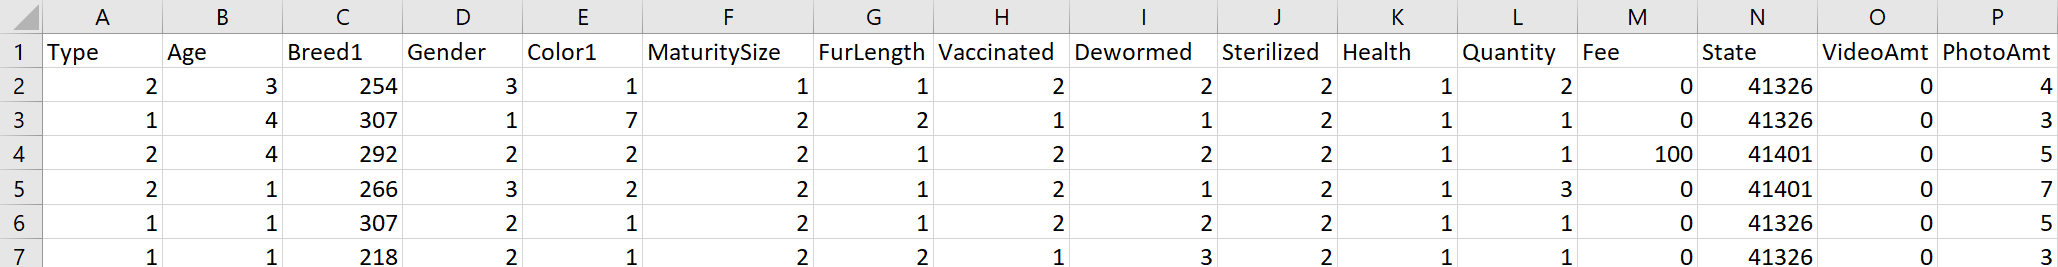 A B C D E F G H I J K L M N O P
1 Type Age Breed1 Gender Color1 MaturitySize FurLength Vaccinated Dewormed Sterilized Health Quantity Fee State VideoAmt PhotoAmt
2 2 3 254 3 1 1 1 2 2 2 1 2 0 41326 0 4
3 1 4 307 1 7 2 2 1 1 2 1 1 0 41326 0 3
4 2 4 292 2 2 2 1 2 2 2 1 1 100 41401 0 5
5 2 1 266 3 2 2 1 2 1 2 1 3 0 41401 0 7
6 1 1 307 2 1 2 1 2 2 2 1 1 0 41326 0 5
7 1 1 218 2 1 2 2 1 3 2 1 1 0 41326 0 3